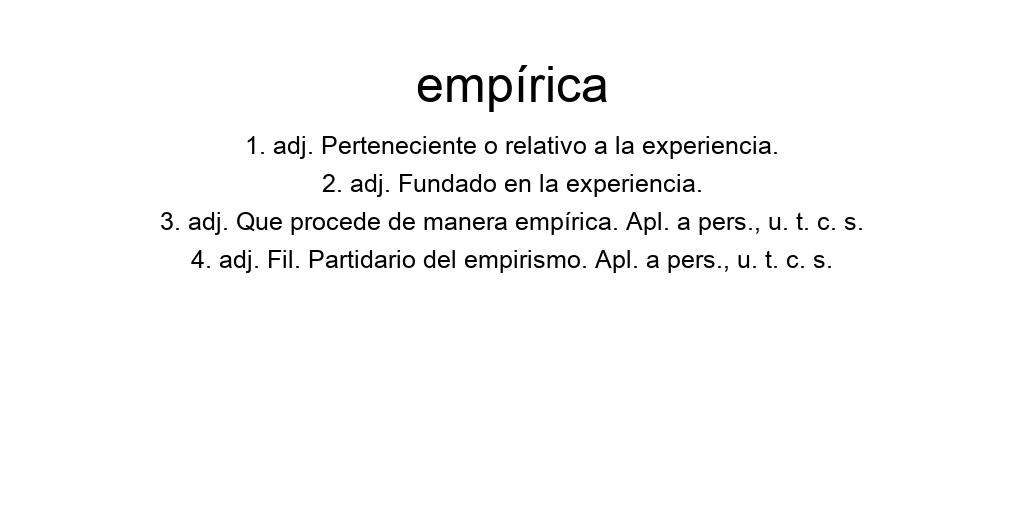 empírica
1. adj. Perteneciente o relativo a la experiencia.
2. adj. Fundado en la experiencia.
3. adj. Que procede de manera empírica. Apl. a pers., u. t. c. s.
4. adj. Fil. Partidario del empirismo. Apl. a pers., u. t. c. s.